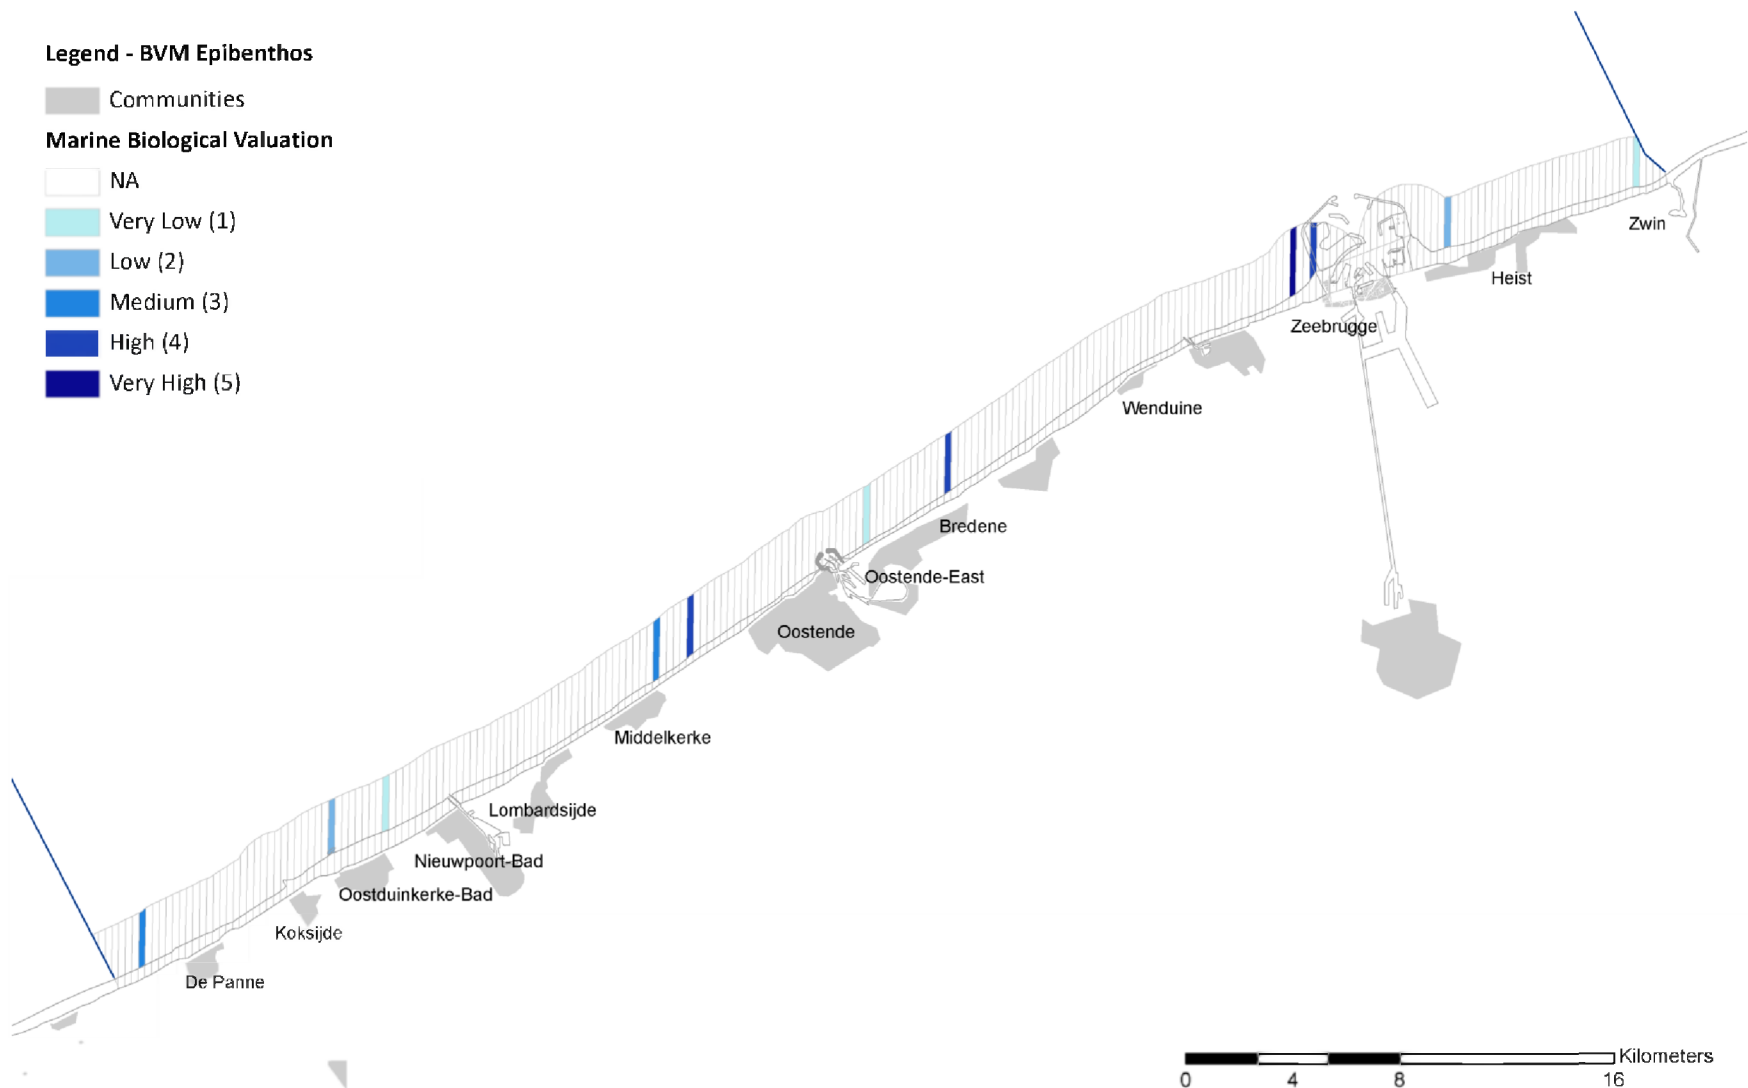 Legend - BVM Epibenthos
Communities
Marine Biological Valuation
NA
Very Low (1)
Low (2)
Medium (3)
High (4)
Very High (5)
Zwin
Heist
Zeebrugge
Wenduine
Bredene
Oostende-East
Oostende
Middelkerke
Lombardsijde
Nieuwpoort-Bad
Oostduinkerke-Bad
Koksijde
De Panne
Kilometers
0 4 8 16